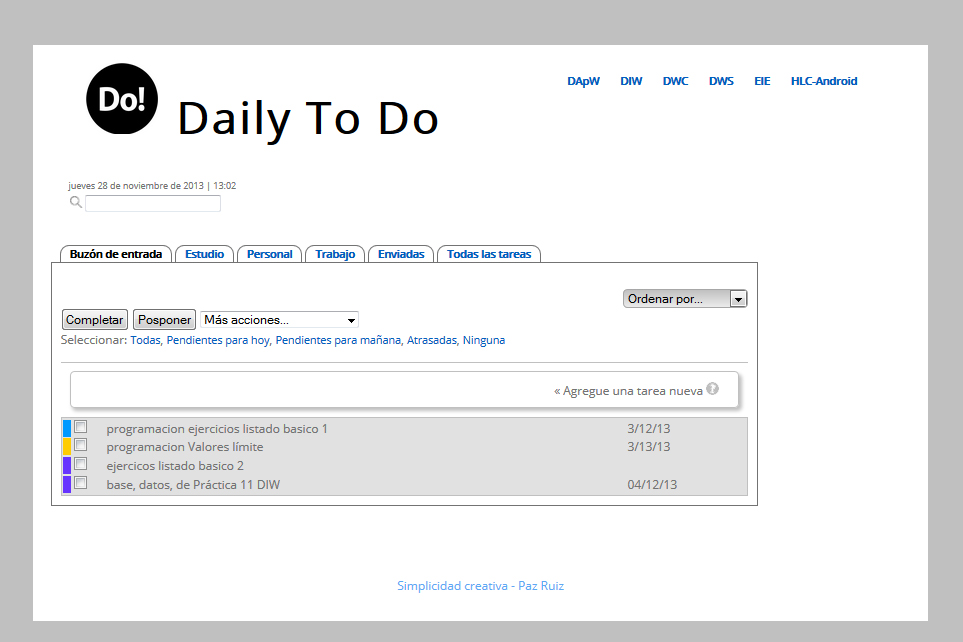 Do!
Daily To Do
DApW DIW DWC DWS EIE HLC-Android
jueves 28 de noviembre de 2013 | 13:02
Buzón de entrada Estudio Personal Trabajo Enviadas Todas las tareas
Ordenar por...
Completar Posponer Más acciones...
Seleccionar: Todas, Pendientes para hoy, Pendientes para mañana, Atrasadas, Ninguna
« Agregue una tarea nueva ?
programacion ejercicios listado basico 1 3/12/13
programacion Valores límite 3/13/13
ejercicos listado basico 2
base, datos, de Práctica 11 DIW 04/12/13
Simplicidad creativa - Paz Ruiz